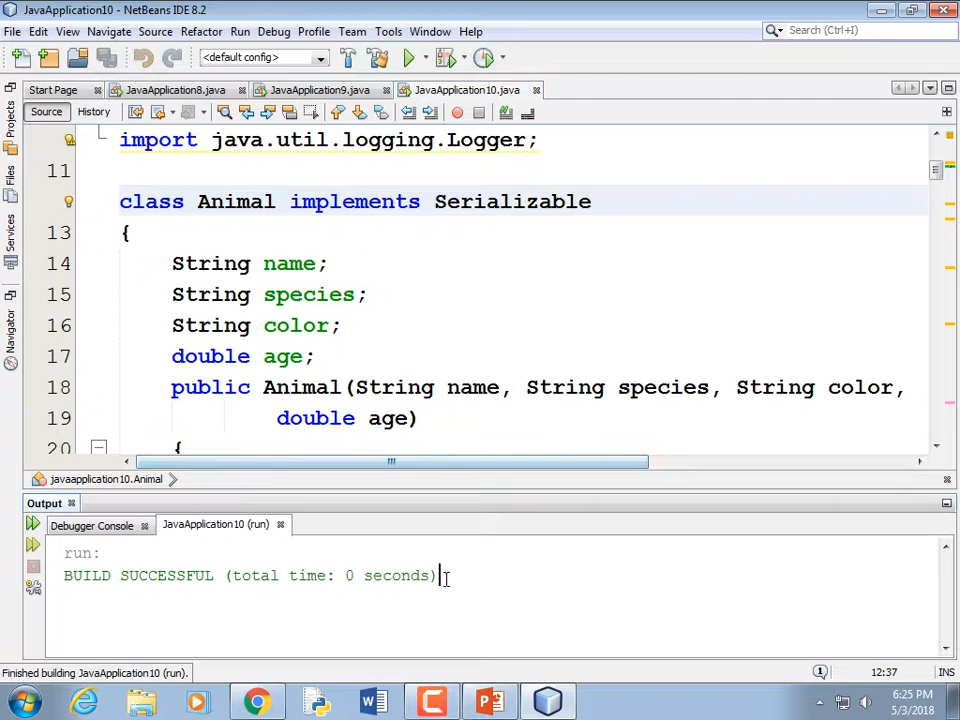 JavaApplication10 - NetBeans IDE 8.2
File Edit View Navigate Source Refactor Run Debug Profile Team Tools Window Help
Search (Ctrl+I)
<default config>
Start Page JavaApplication8.java JavaApplication9.java JavaApplication10.java
Source History
Projects
Files
Services
Navigator
import java.util.logging.Logger;
11
class Animal implements Serializable
13 {
14 String name;
15 String species;
16 String color;
17 double age;
18 public Animal(String name, String species, String color,
19 double age)
20 {
javaapplication10.Animal
Output
Debugger Console JavaApplication10 (run)
run:
BUILD SUCCESSFUL (total time: 0 seconds)
Finished building JavaApplication10 (run).
1 12:37 INS
6:25 PM
5/3/2018